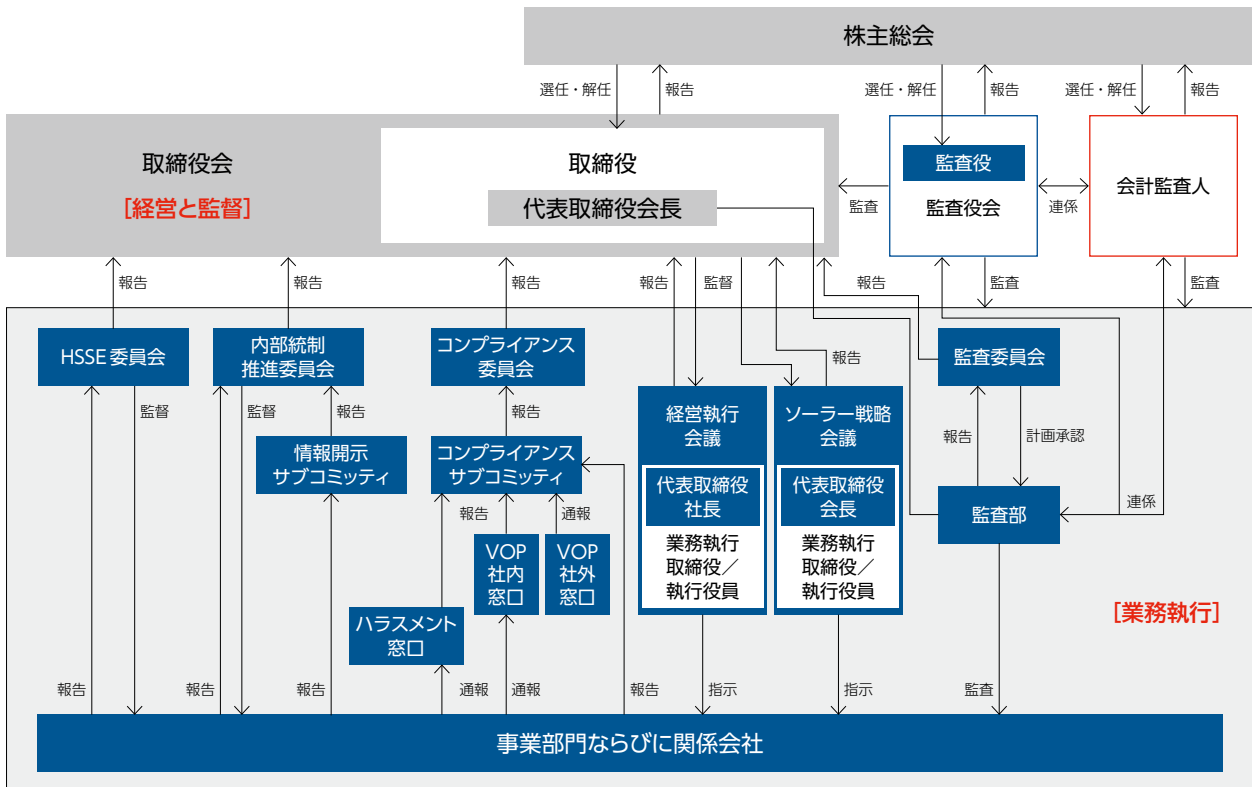 株主総会
選任・解任
報告
選任・解任
報告
選任・解任
報告
取締役会
[経営と監督]
取締役
代表取締役会長
監査
監査役
監査役会
連係
会計監査人
報告
報告
報告
報告
監督
報告
監査
監査
HSSE 委員会
内部統制
推進委員会
コンプライアンス
委員会
報告
監査委員会
監督
監督
報告
報告
経営執行
会議
ソーラー戦略
会議
報告
計画承認
情報開示
サブコミッティ
コンプライアンス
サブコミッティ
代表取締役
社長
代表取締役
会長
監査部
連係
報告
通報
VOP
社内
窓口
VOP
社外
窓口
業務執行
取締役/
執行役員
業務執行
取締役/
執行役員
ハラスメント
窓口
[業務執行]
報告
報告
報告
通報
通報
報告
指示
指示
監査
事業部門ならびに関係会社